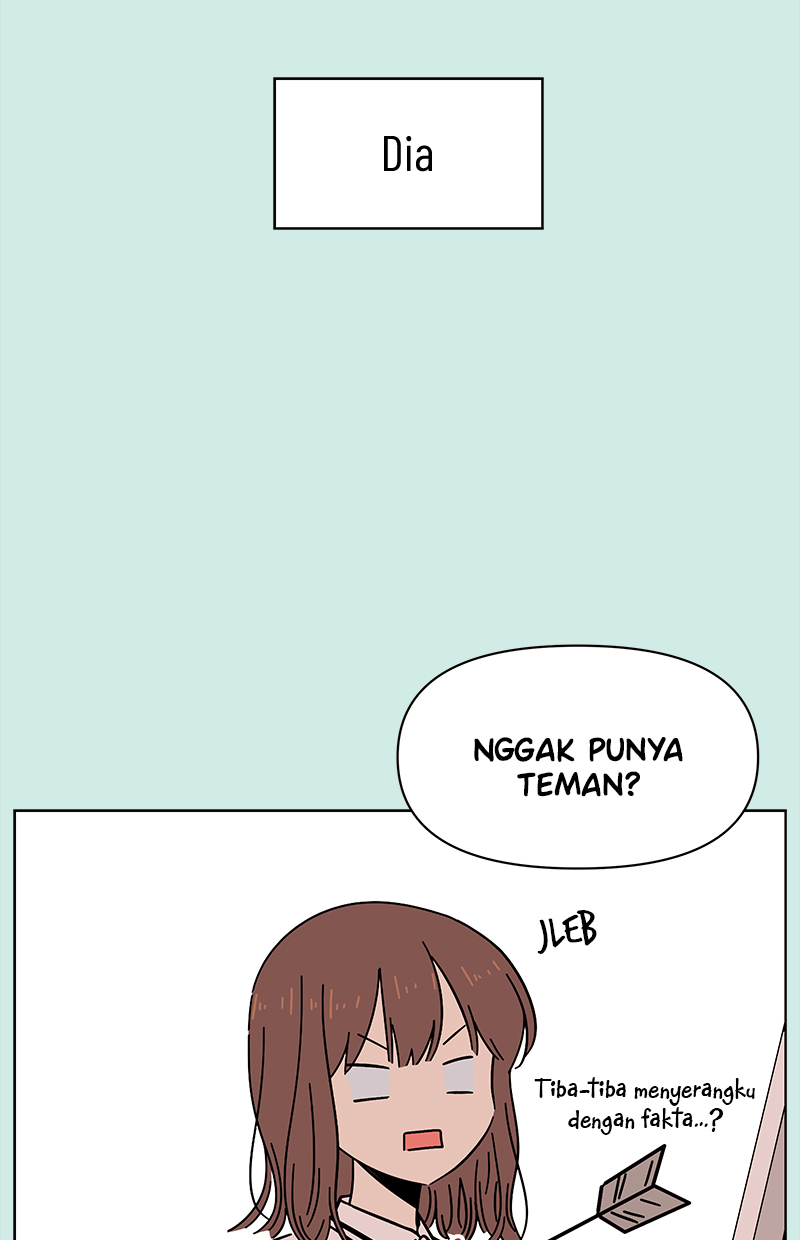 Dia
NGGAK PUNYA
TEMAN?
JLEB
Tiba-tiba menyerangku
dengan fakta...?